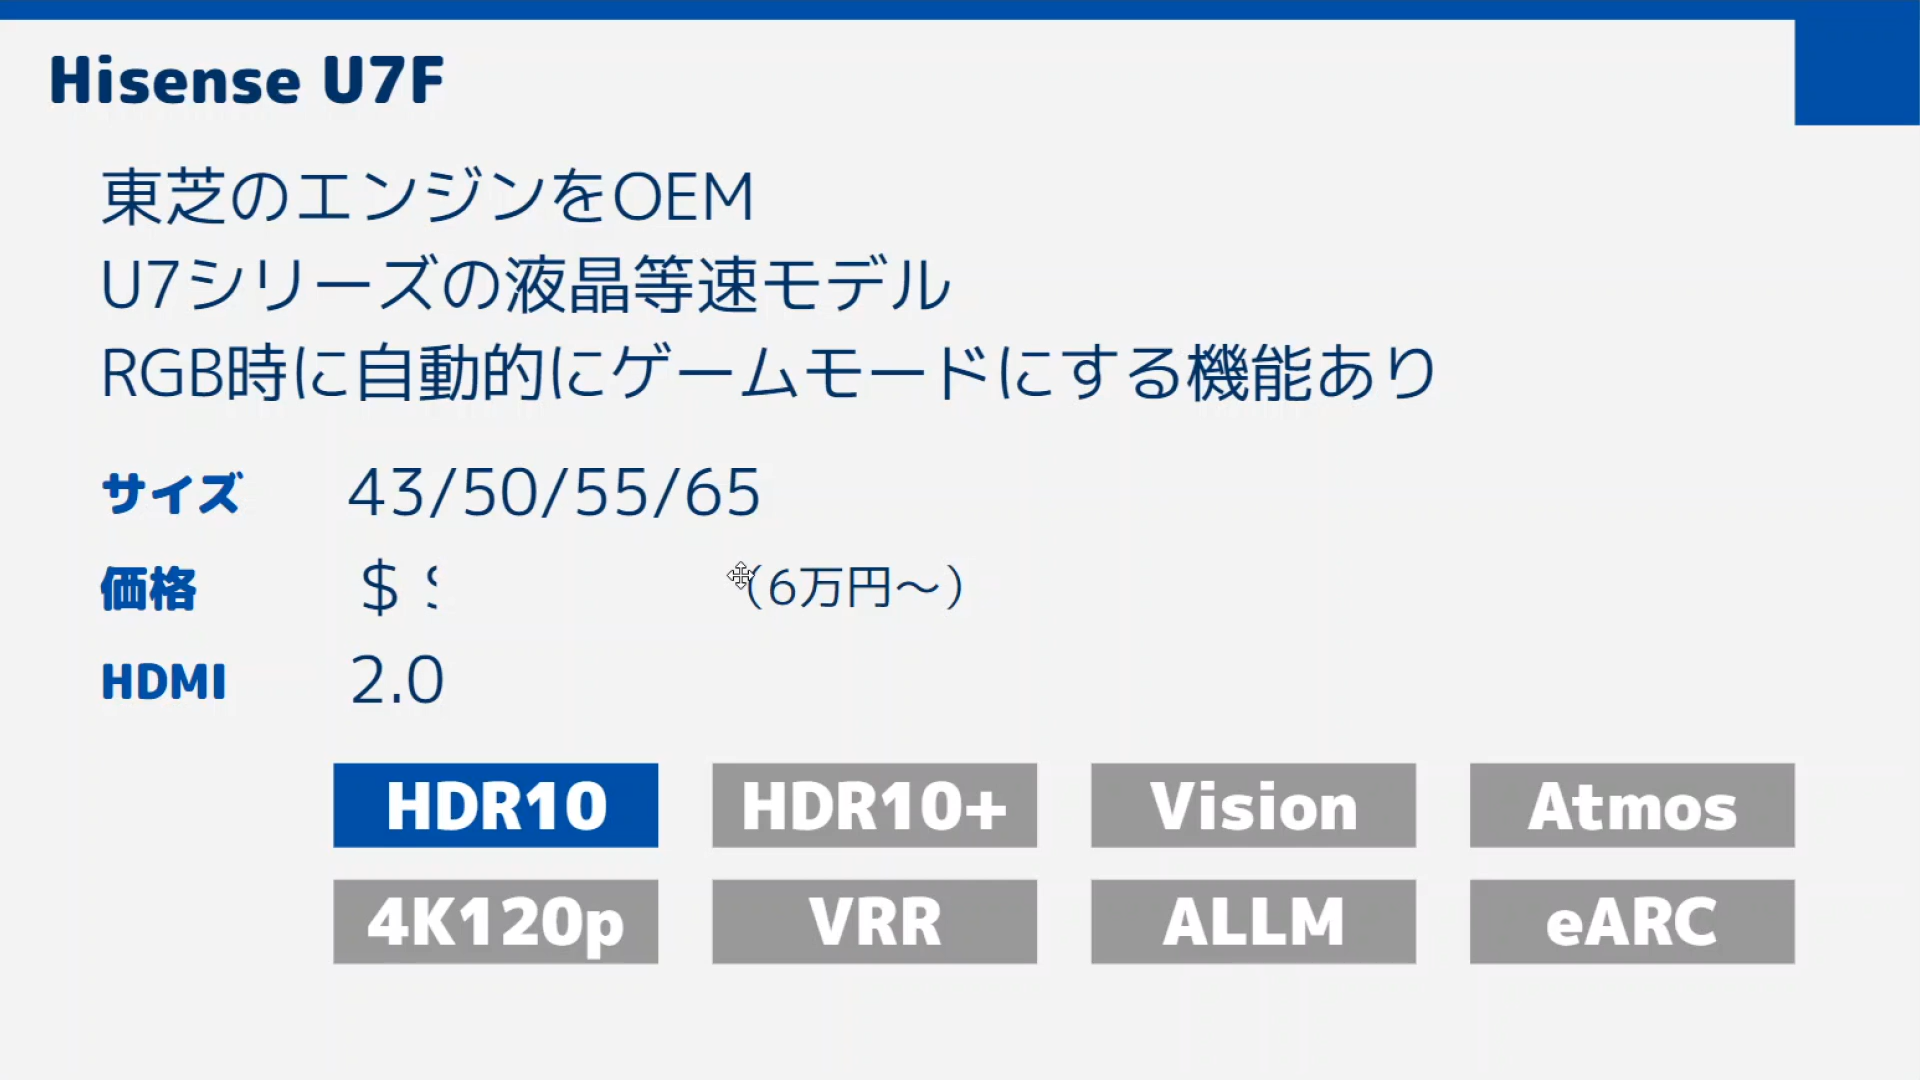 Hisense U7F
東芝のエンジンをOEM
U7シリーズの液晶等速モデル
RGB時に自動的にゲームモードにする機能あり
サイズ 43/50/55/65
価格 $ （6万円～）
HDMI 2.0
HDR10 HDR10+ Vision Atmos
4K120p VRR ALLM eARC